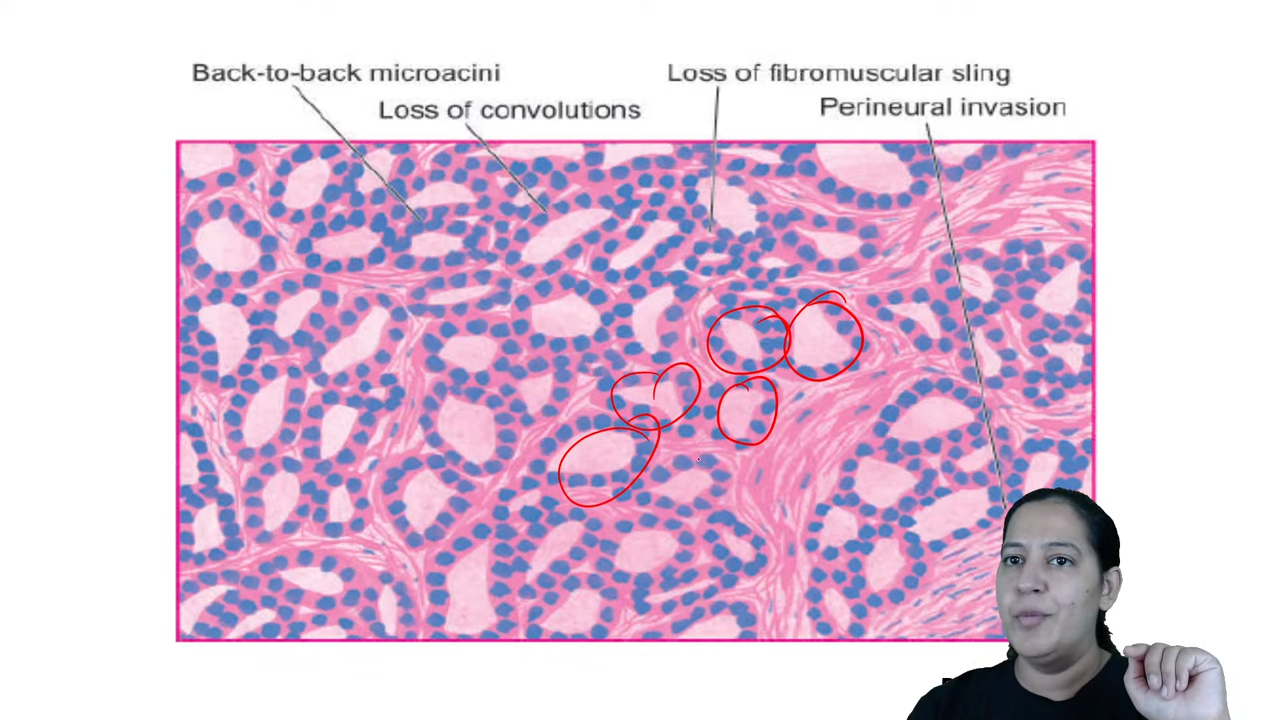 Back-to-back microacini
Loss of convolutions
Loss of fibromuscular sling
Perineural invasion